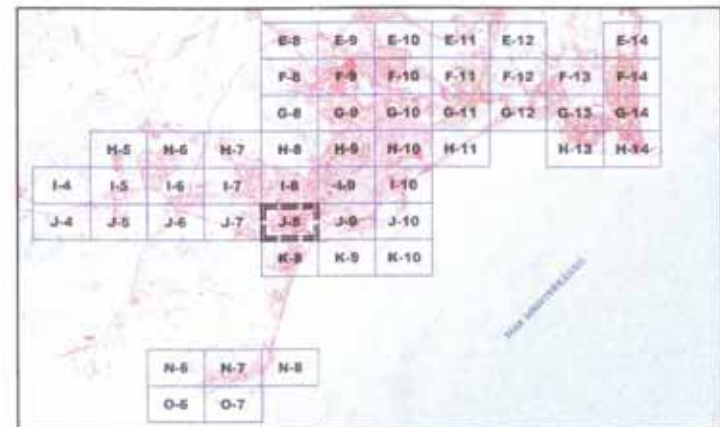 E-8 E-9 E-10 E-11 E-12 E-14
F-8 F-9 F-10 F-11 F-12 F-13 F-14
G-8 G-9 G-10 G-11 G-12 G-13 G-14
H-5 H-6 H-7 H-8 H-9 H-10 H-11 H-13 H-14
I-4 I-5 I-6 I-7 I-8 I-9 I-10
J-4 J-5 J-6 J-7 J-8 J-9 J-10
K-8 K-9 K-10
MAR MEDITERRÁNEO
N-6 N-7 N-8
O-6 O-7